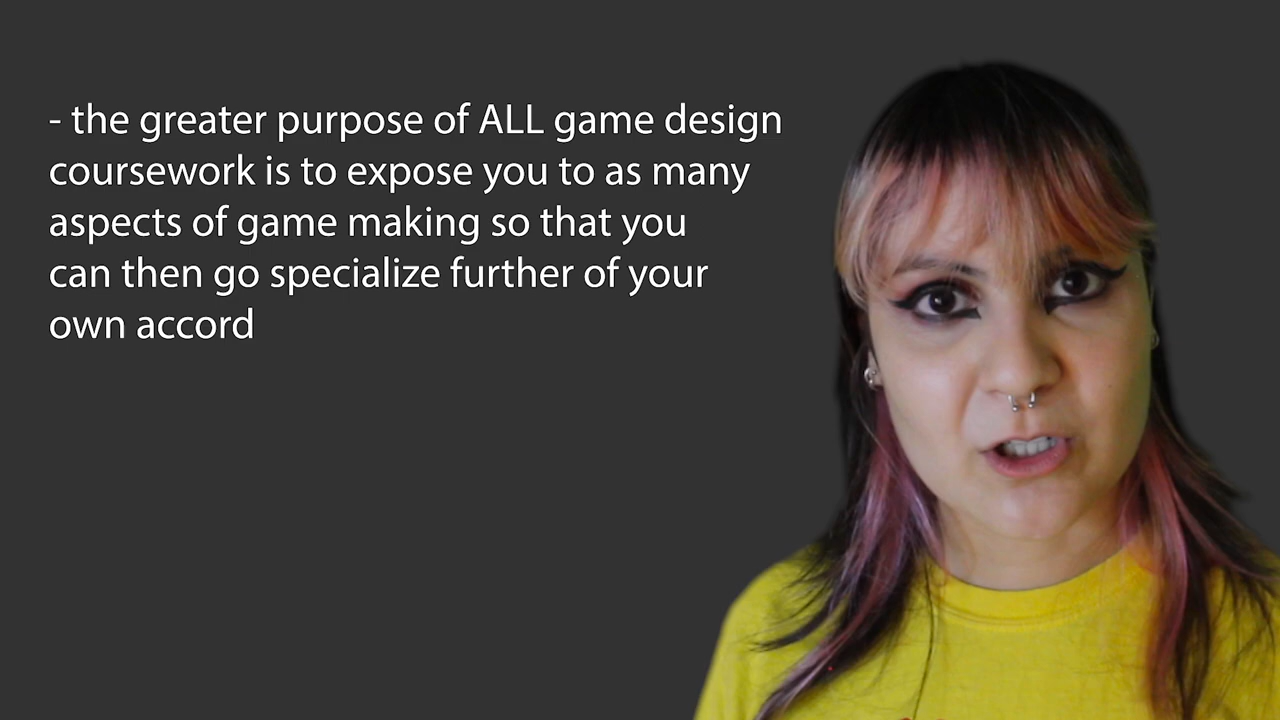 - the greater purpose of ALL game design
coursework is to expose you to as many
aspects of game making so that you
can then go specialize further of your
own accord